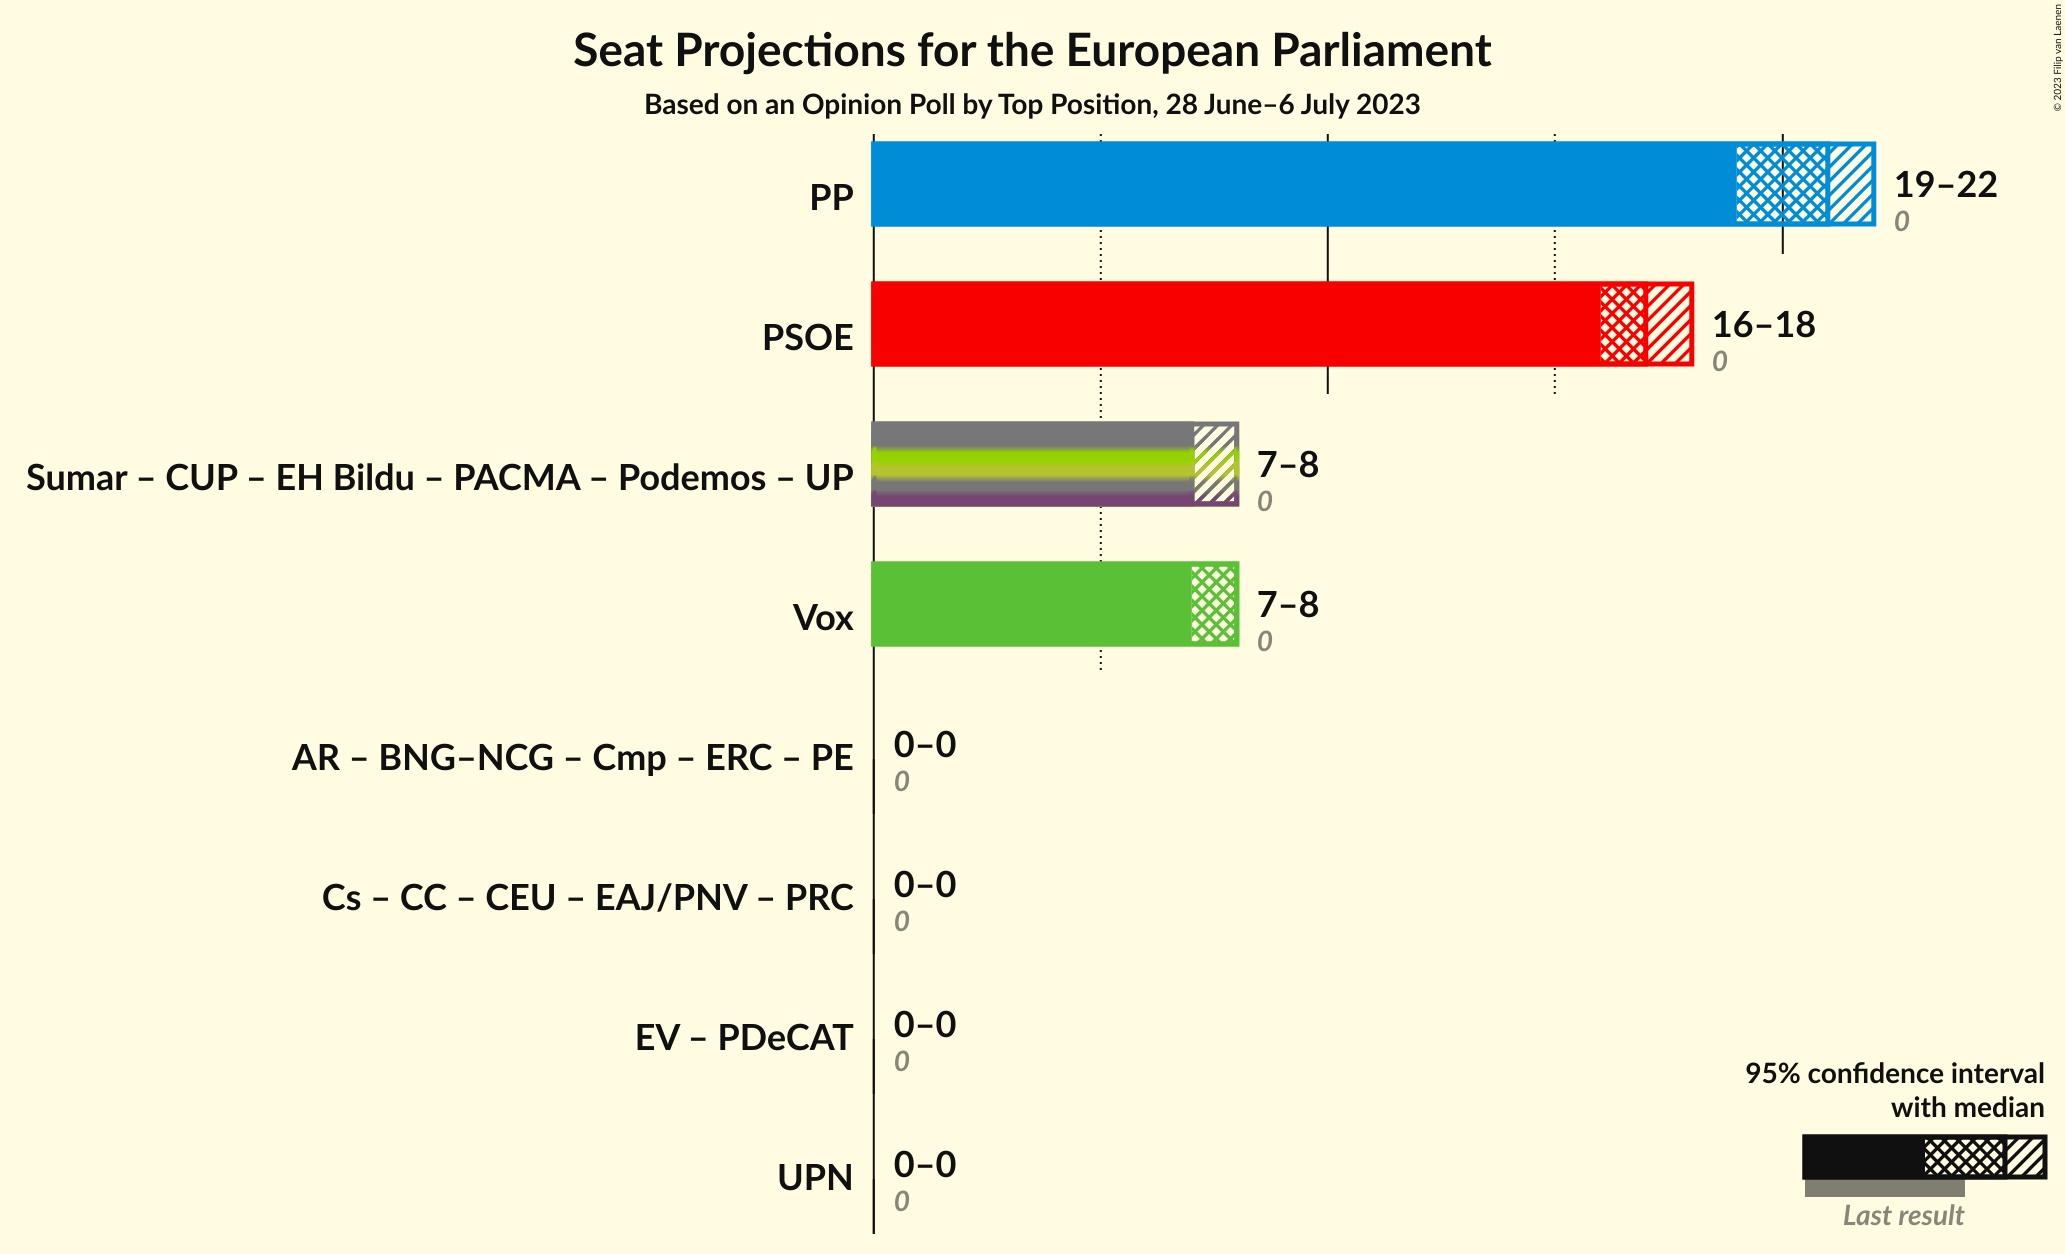 Seat Projections for the European Parliament
Based on an Opinion Poll by Top Position, 28 June–6 July 2023
© 2023 Filip van Laenen
PP
19–22
0
PSOE
16–18
0
Sumar – CUP – EH Bildu – PACMA – Podemos – UP
7–8
0
Vox
7–8
0
AR – BNG–NCG – Cmp – ERC – PE
0–0
0
Cs – CC – CEU – EAJ/PNV – PRC
0–0
0
EV – PDeCAT
0–0
0
UPN
0–0
0
95% confidence interval
with median
Last result